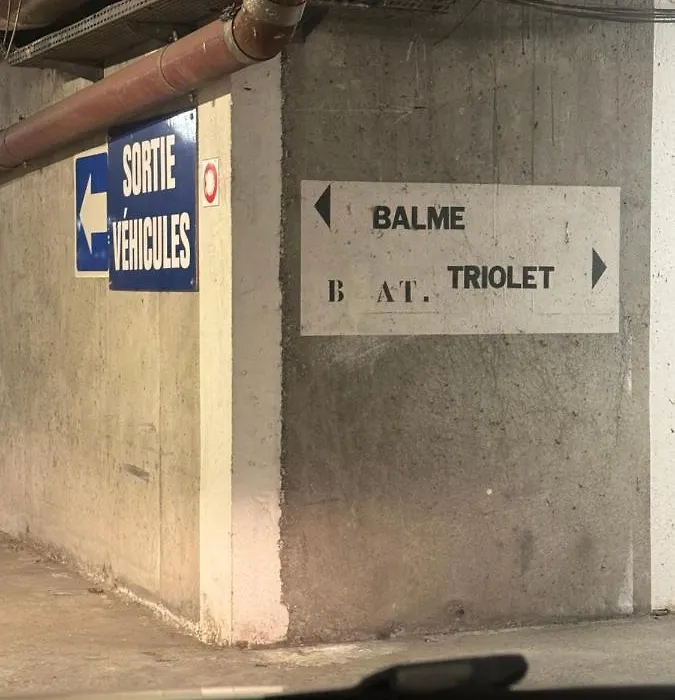 SORTIE
VÉHICULES
BALME
B AT. TRIOLET